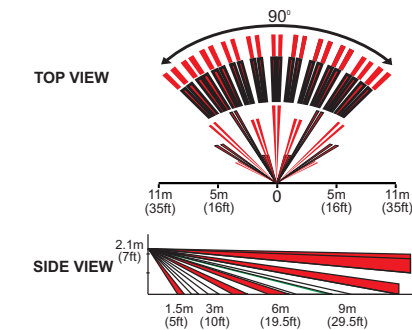 90°
TOP VIEW
11m 5m 0 5m 11m
(35ft) (16ft) (16ft) (35ft)
2.1m
(7ft)
SIDE VIEW
1.5m 3m 6m 9m
(5ft) (10ft) (19.5ft) (29.5ft)